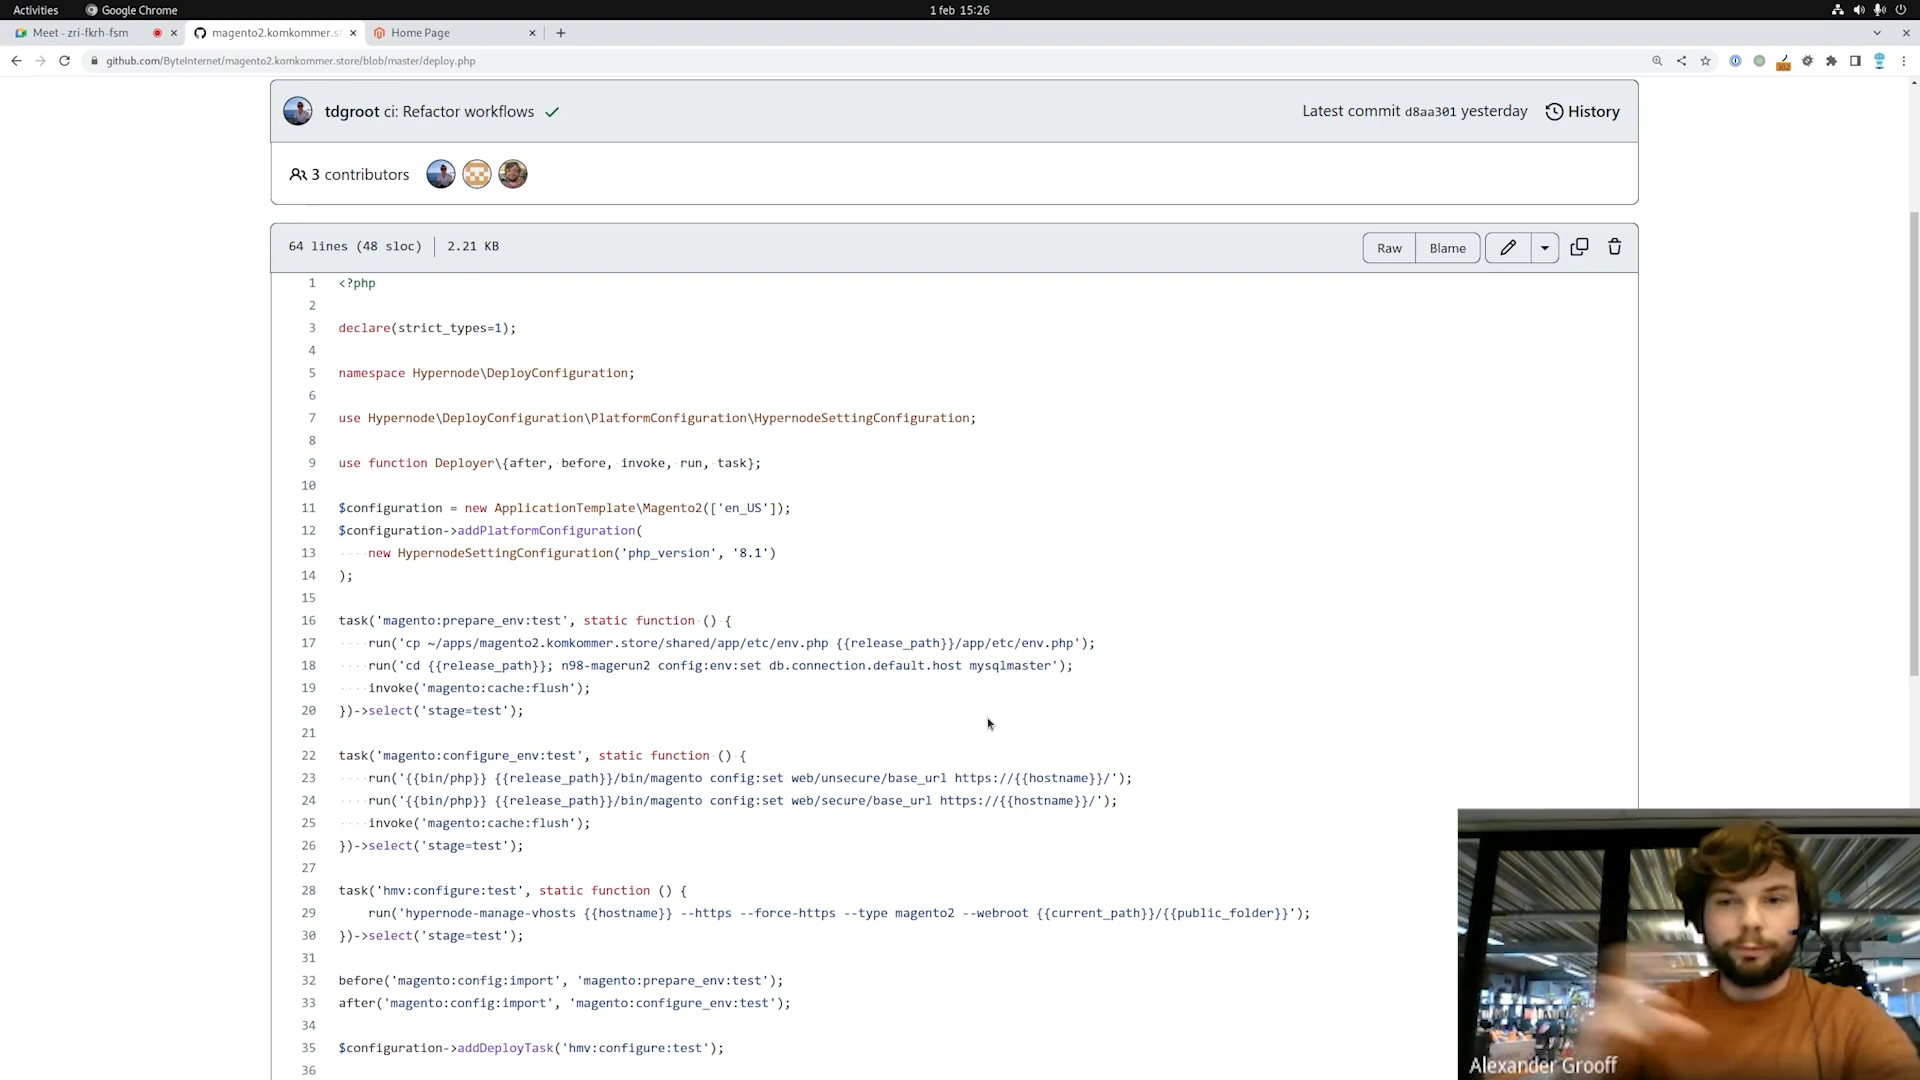 Activities
Google Chrome
1 feb 15:26
Meet - zri-fkrh-fsm
magento2.komkommer.st
Home Page
github.com/ByteInternet/magento2.komkommer.store/blob/master/deploy.php
302
tdgroot ci: Refactor workflows
Latest commit d8aa301 yesterday
History
3 contributors
64 lines (48 sloc)
2.21 KB
Raw
Blame
1 <?php
2
3 declare(strict_types=1);
4
5 namespace Hypernode\DeployConfiguration;
6
7 use Hypernode\DeployConfiguration\PlatformConfiguration\HypernodeSettingConfiguration;
8
9 use function Deployer\{after, before, invoke, run, task};
10
11 $configuration = new ApplicationTemplate\Magento2(['en_US']);
12 $configuration->addPlatformConfiguration(
13 new HypernodeSettingConfiguration('php_version', '8.1')
14 );
15
16 task('magento:prepare_env:test', static function () {
17 run('cp ~/apps/magento2.komkommer.store/shared/app/etc/env.php {{release_path}}/app/etc/env.php');
18 run('cd {{release_path}}; n98-magerun2 config:env:set db.connection.default.host mysqlmaster');
19 invoke('magento:cache:flush');
20 })->select('stage=test');
21
22 task('magento:configure_env:test', static function () {
23 run('{{bin/php}} {{release_path}}/bin/magento config:set web/unsecure/base_url https://{{hostname}}/');
24 run('{{bin/php}} {{release_path}}/bin/magento config:set web/secure/base_url https://{{hostname}}/');
25 invoke('magento:cache:flush');
26 })->select('stage=test');
27
28 task('hmv:configure:test', static function () {
29 run('hypernode-manage-vhosts {{hostname}} --https --force-https --type magento2 --webroot {{current_path}}/{{public_folder}}');
30 })->select('stage=test');
31
32 before('magento:config:import', 'magento:prepare_env:test');
33 after('magento:config:import', 'magento:configure_env:test');
34
35 $configuration->addDeployTask('hmv:configure:test');
36
Alexander Grooff